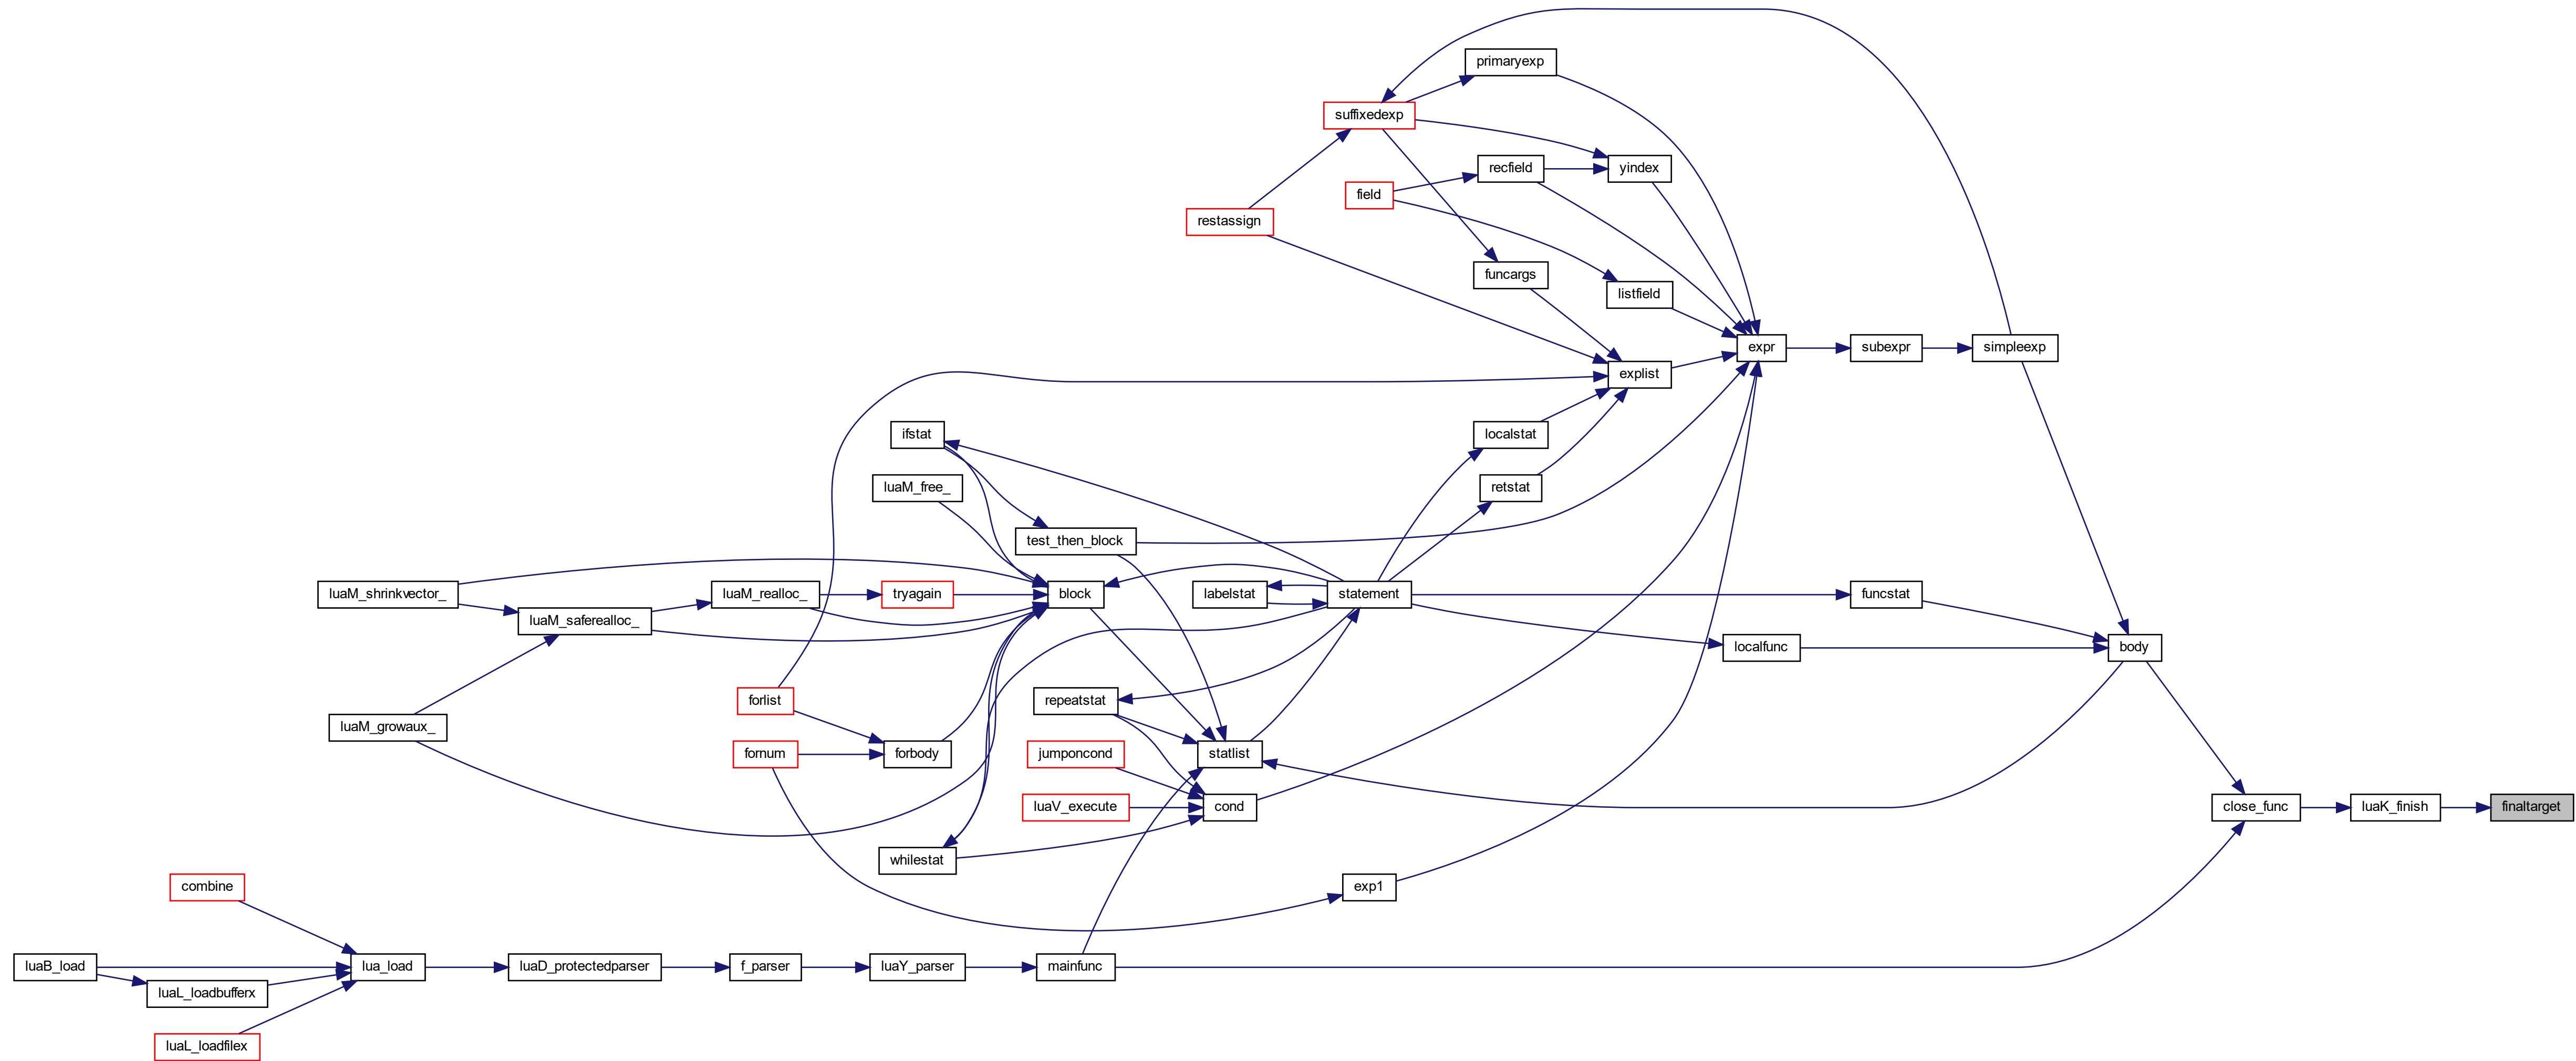 primaryexp
suffixedexp
recfield
yindex
field
restassign
funcargs
listfield
expr
subexpr
simpleexp
explist
ifstat
localstat
luaM_free_
retstat
test_then_block
luaM_shrinkvector_
luaM_realloc_
tryagain
block
labelstat
statement
funcstat
luaM_saferealloc_
localfunc
body
forlist
repeatstat
luaM_growaux_
fornum
forbody
jumponcond
statlist
luaV_execute
cond
close_func
luaK_finish
finaltarget
whilestat
combine
exp1
luaB_load
lua_load
luaD_protectedparser
f_parser
luaY_parser
mainfunc
luaL_loadbufferx
luaL_loadfilex